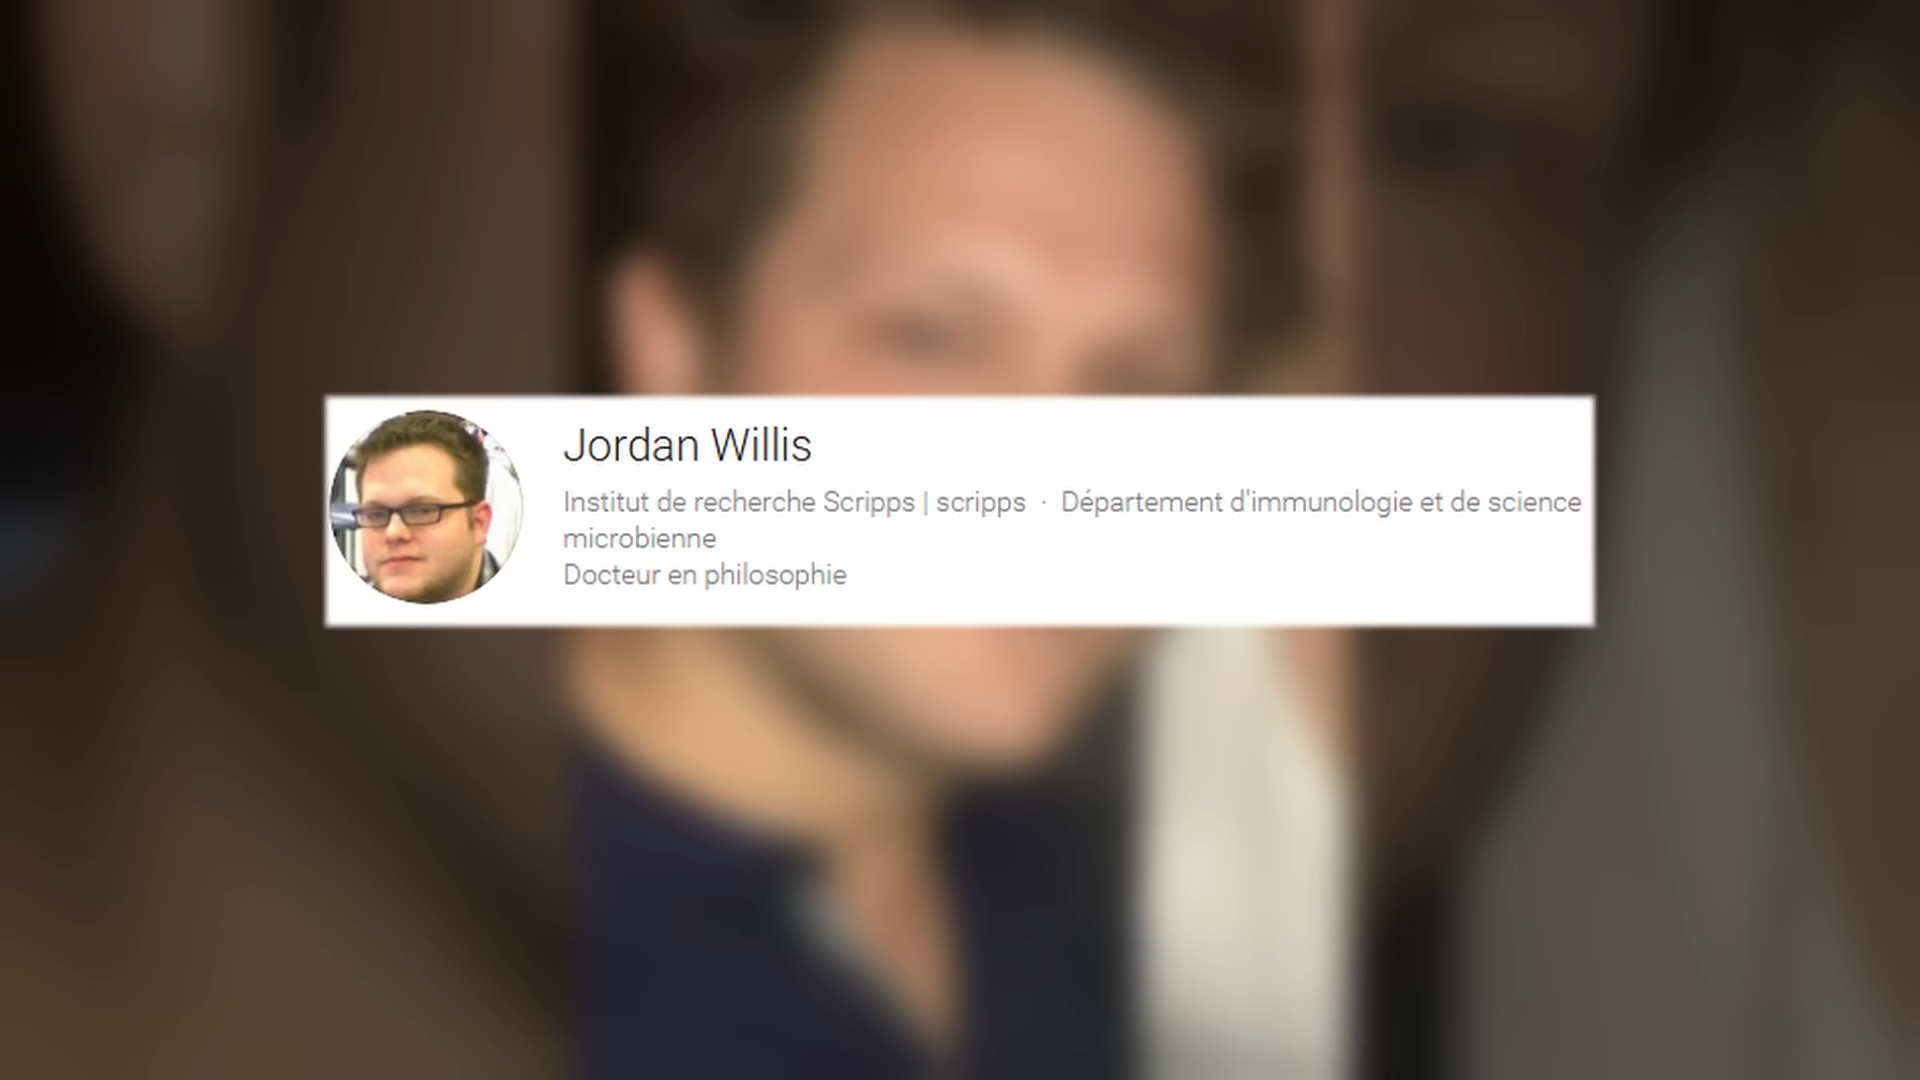 Jordan Willis
Institut de recherche Scripps | scripps · Département d'immunologie et de science
microbienne
Docteur en philosophie